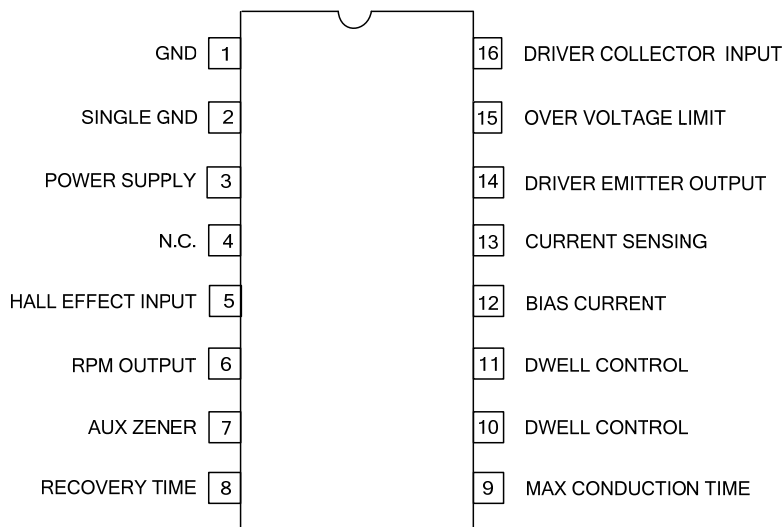 GND 1
16 DRIVER COLLECTOR INPUT
SINGLE GND 2
15 OVER VOLTAGE LIMIT
POWER SUPPLY 3
14 DRIVER EMITTER OUTPUT
N.C. 4
13 CURRENT SENSING
HALL EFFECT INPUT 5
12 BIAS CURRENT
RPM OUTPUT 6
11 DWELL CONTROL
AUX ZENER 7
10 DWELL CONTROL
RECOVERY TIME 8
9 MAX CONDUCTION TIME